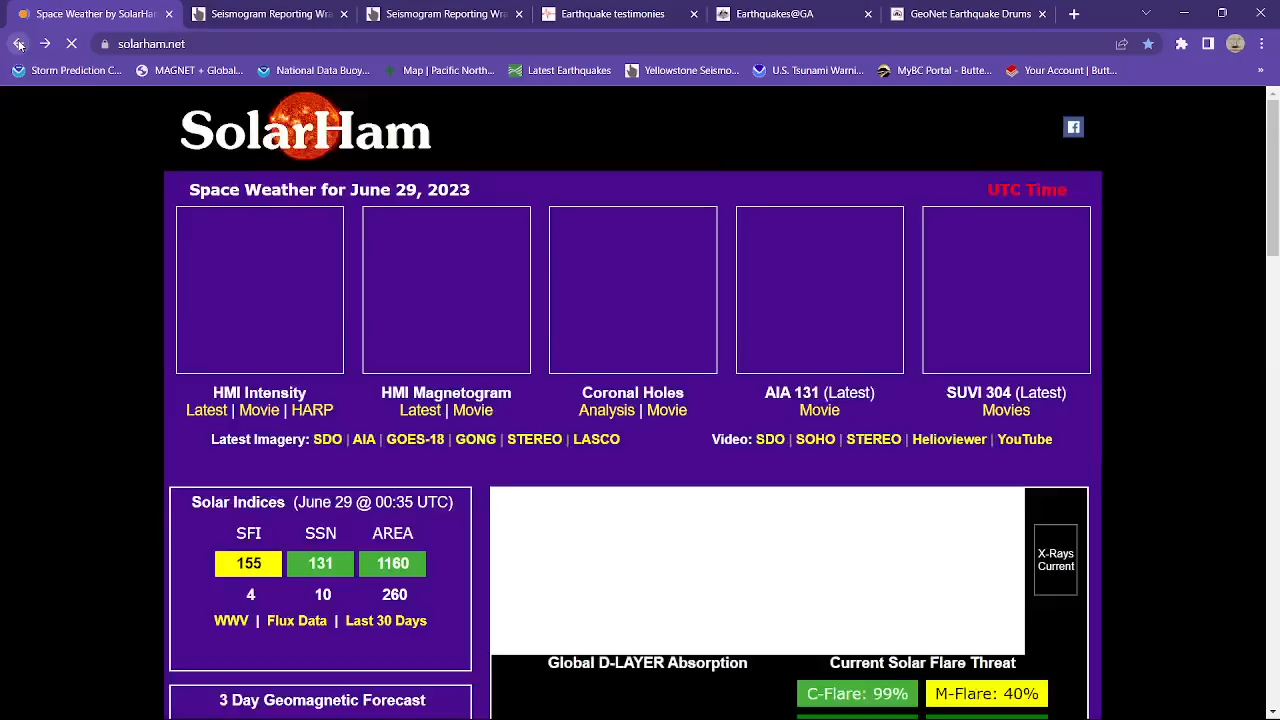 Space Weather for June 29, 2023
Seismogram Reporting Wra
Seismogram Reporting Wra
Earthquake testimonies
Earthquakes@GA
GeoNet: Earthquake Drums
solarham.net
Storm Prediction C...
MAGNET + Global...
National Data Buoy...
Map | Pacific North...
Latest Earthquakes
Yellowstone Seismo...
U.S. Tsunami Warni...
MyBC Portal - Butte...
Your Account | Butt...
»
SolarHam
Space Weather for June 29, 2023
UTC Time
HMI Intensity
Latest | Movie | HARP
HMI Magnetogram
Latest | Movie
Coronal Holes
Analysis | Movie
AIA 131 (Latest)
Movie
SUVI 304 (Latest)
Movies
Latest Imagery: SDO | AIA | GOES-18 | GONG | STEREO | LASCO
Video: SDO | SOHO | STEREO | Helioviewer | YouTube
Solar Indices (June 29 @ 00:35 UTC)
SFI SSN AREA
155 131 1160
4 10 260
WWV | Flux Data | Last 30 Days
3 Day Geomagnetic Forecast
X-Rays
Current
Global D-LAYER Absorption
Current Solar Flare Threat
C-Flare: 99% M-Flare: 40%